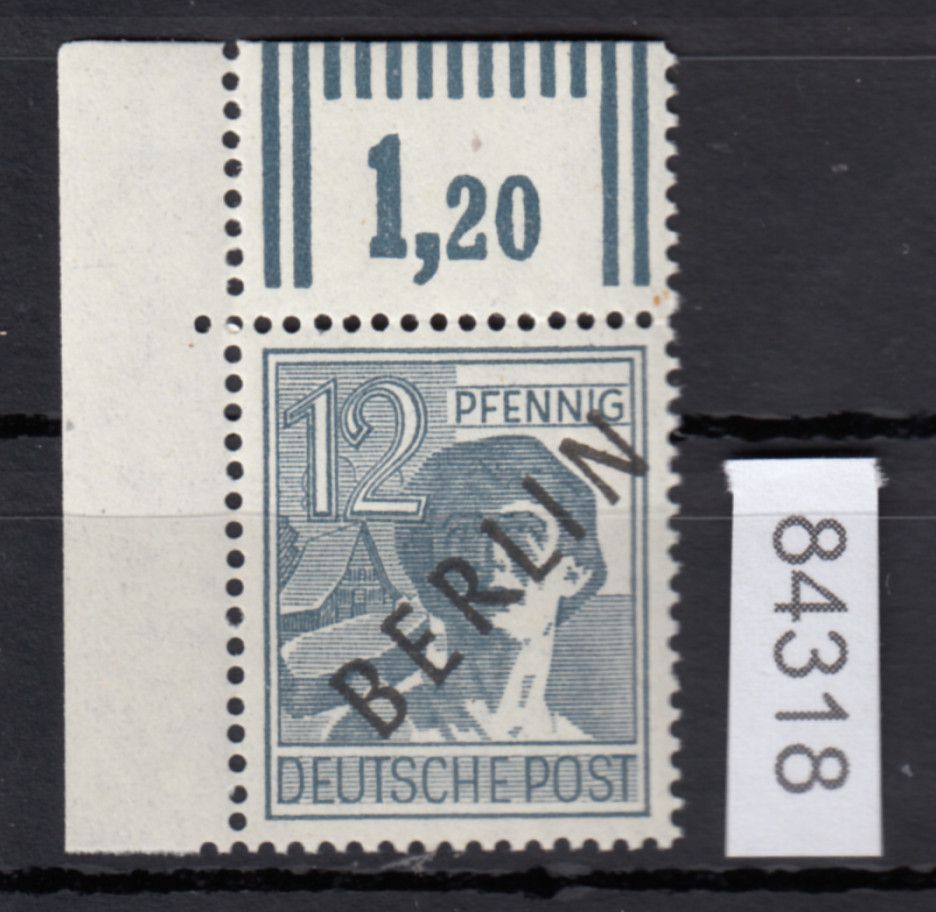 1,20
12
PFENNIG
BERLIN
DEUTSCHE POST
84318